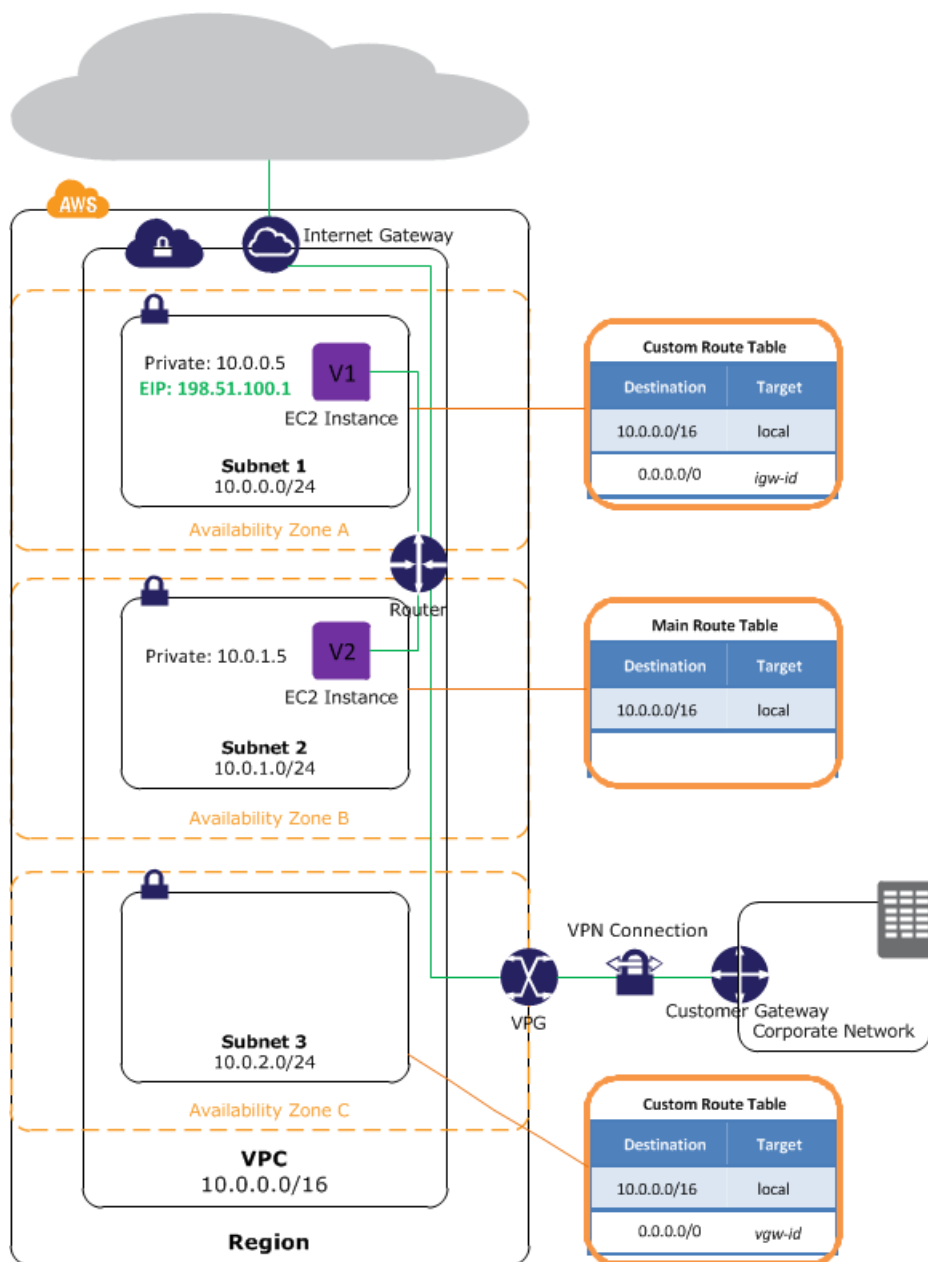 AWS
Internet Gateway
Private: 10.0.0.5
EIP: 198.51.100.1
V1
EC2 Instance
Subnet 1
10.0.0.0/24
Availability Zone A
Custom Route Table
Destination Target
10.0.0.0/16 local
0.0.0.0/0 igw-id
Router
Private: 10.0.1.5
V2
EC2 Instance
Subnet 2
10.0.1.0/24
Availability Zone B
Main Route Table
Destination Target
10.0.0.0/16 local
VPN Connection
VPG
Customer Gateway
Corporate Network
Subnet 3
10.0.2.0/24
Availability Zone C
Custom Route Table
Destination Target
10.0.0.0/16 local
0.0.0.0/0 vgw-id
VPC
10.0.0.0/16
Region